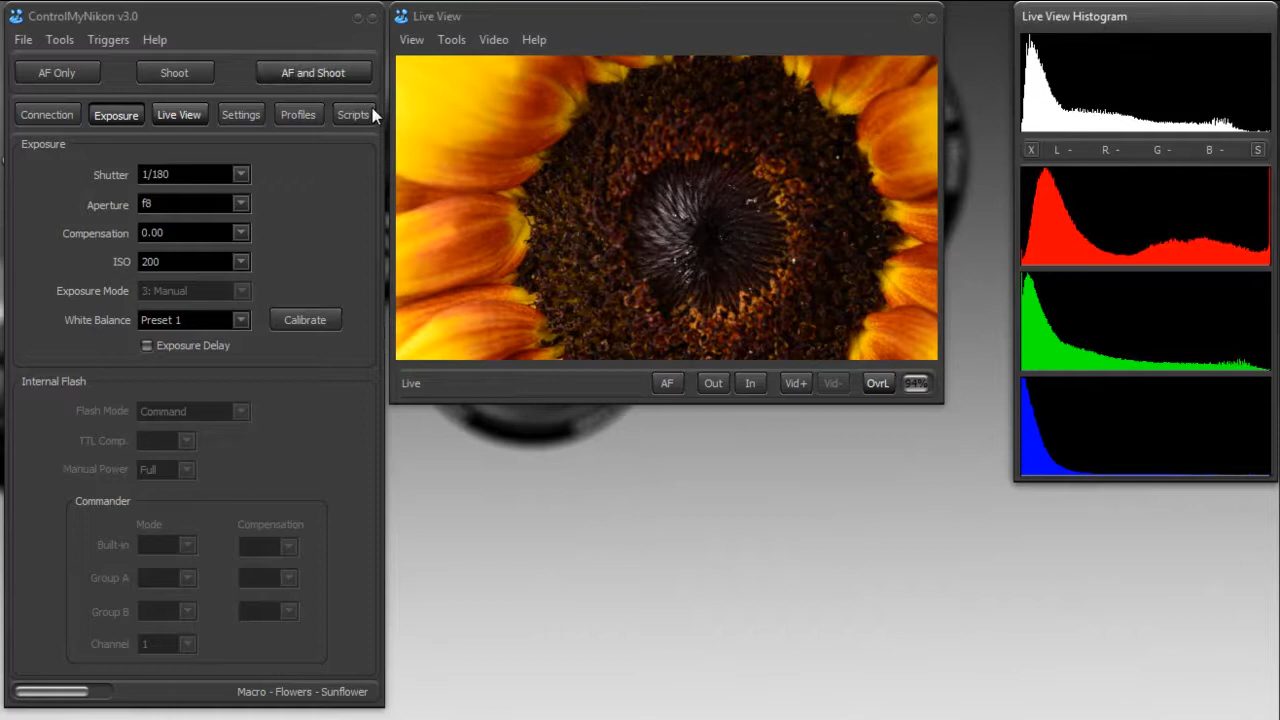 ControlMyNikon v3.0
File Tools Triggers Help
AF Only Shoot AF and Shoot
Connection Exposure Live View Settings Profiles Scripts
Exposure
Shutter 1/180
Aperture f8
Compensation 0.00
ISO 200
Exposure Mode 3: Manual
White Balance Preset 1 Calibrate
Exposure Delay
Internal Flash
Flash Mode Command
TTL Comp.
Manual Power Full
Commander
Mode Compensation
Built-in
Group A
Group B
Channel 1
Macro - Flowers - Sunflower
Live View
View Tools Video Help
Live AF Out In Vid+ Vid- OvrL 94%
Live View Histogram
X L - R - G - B - S